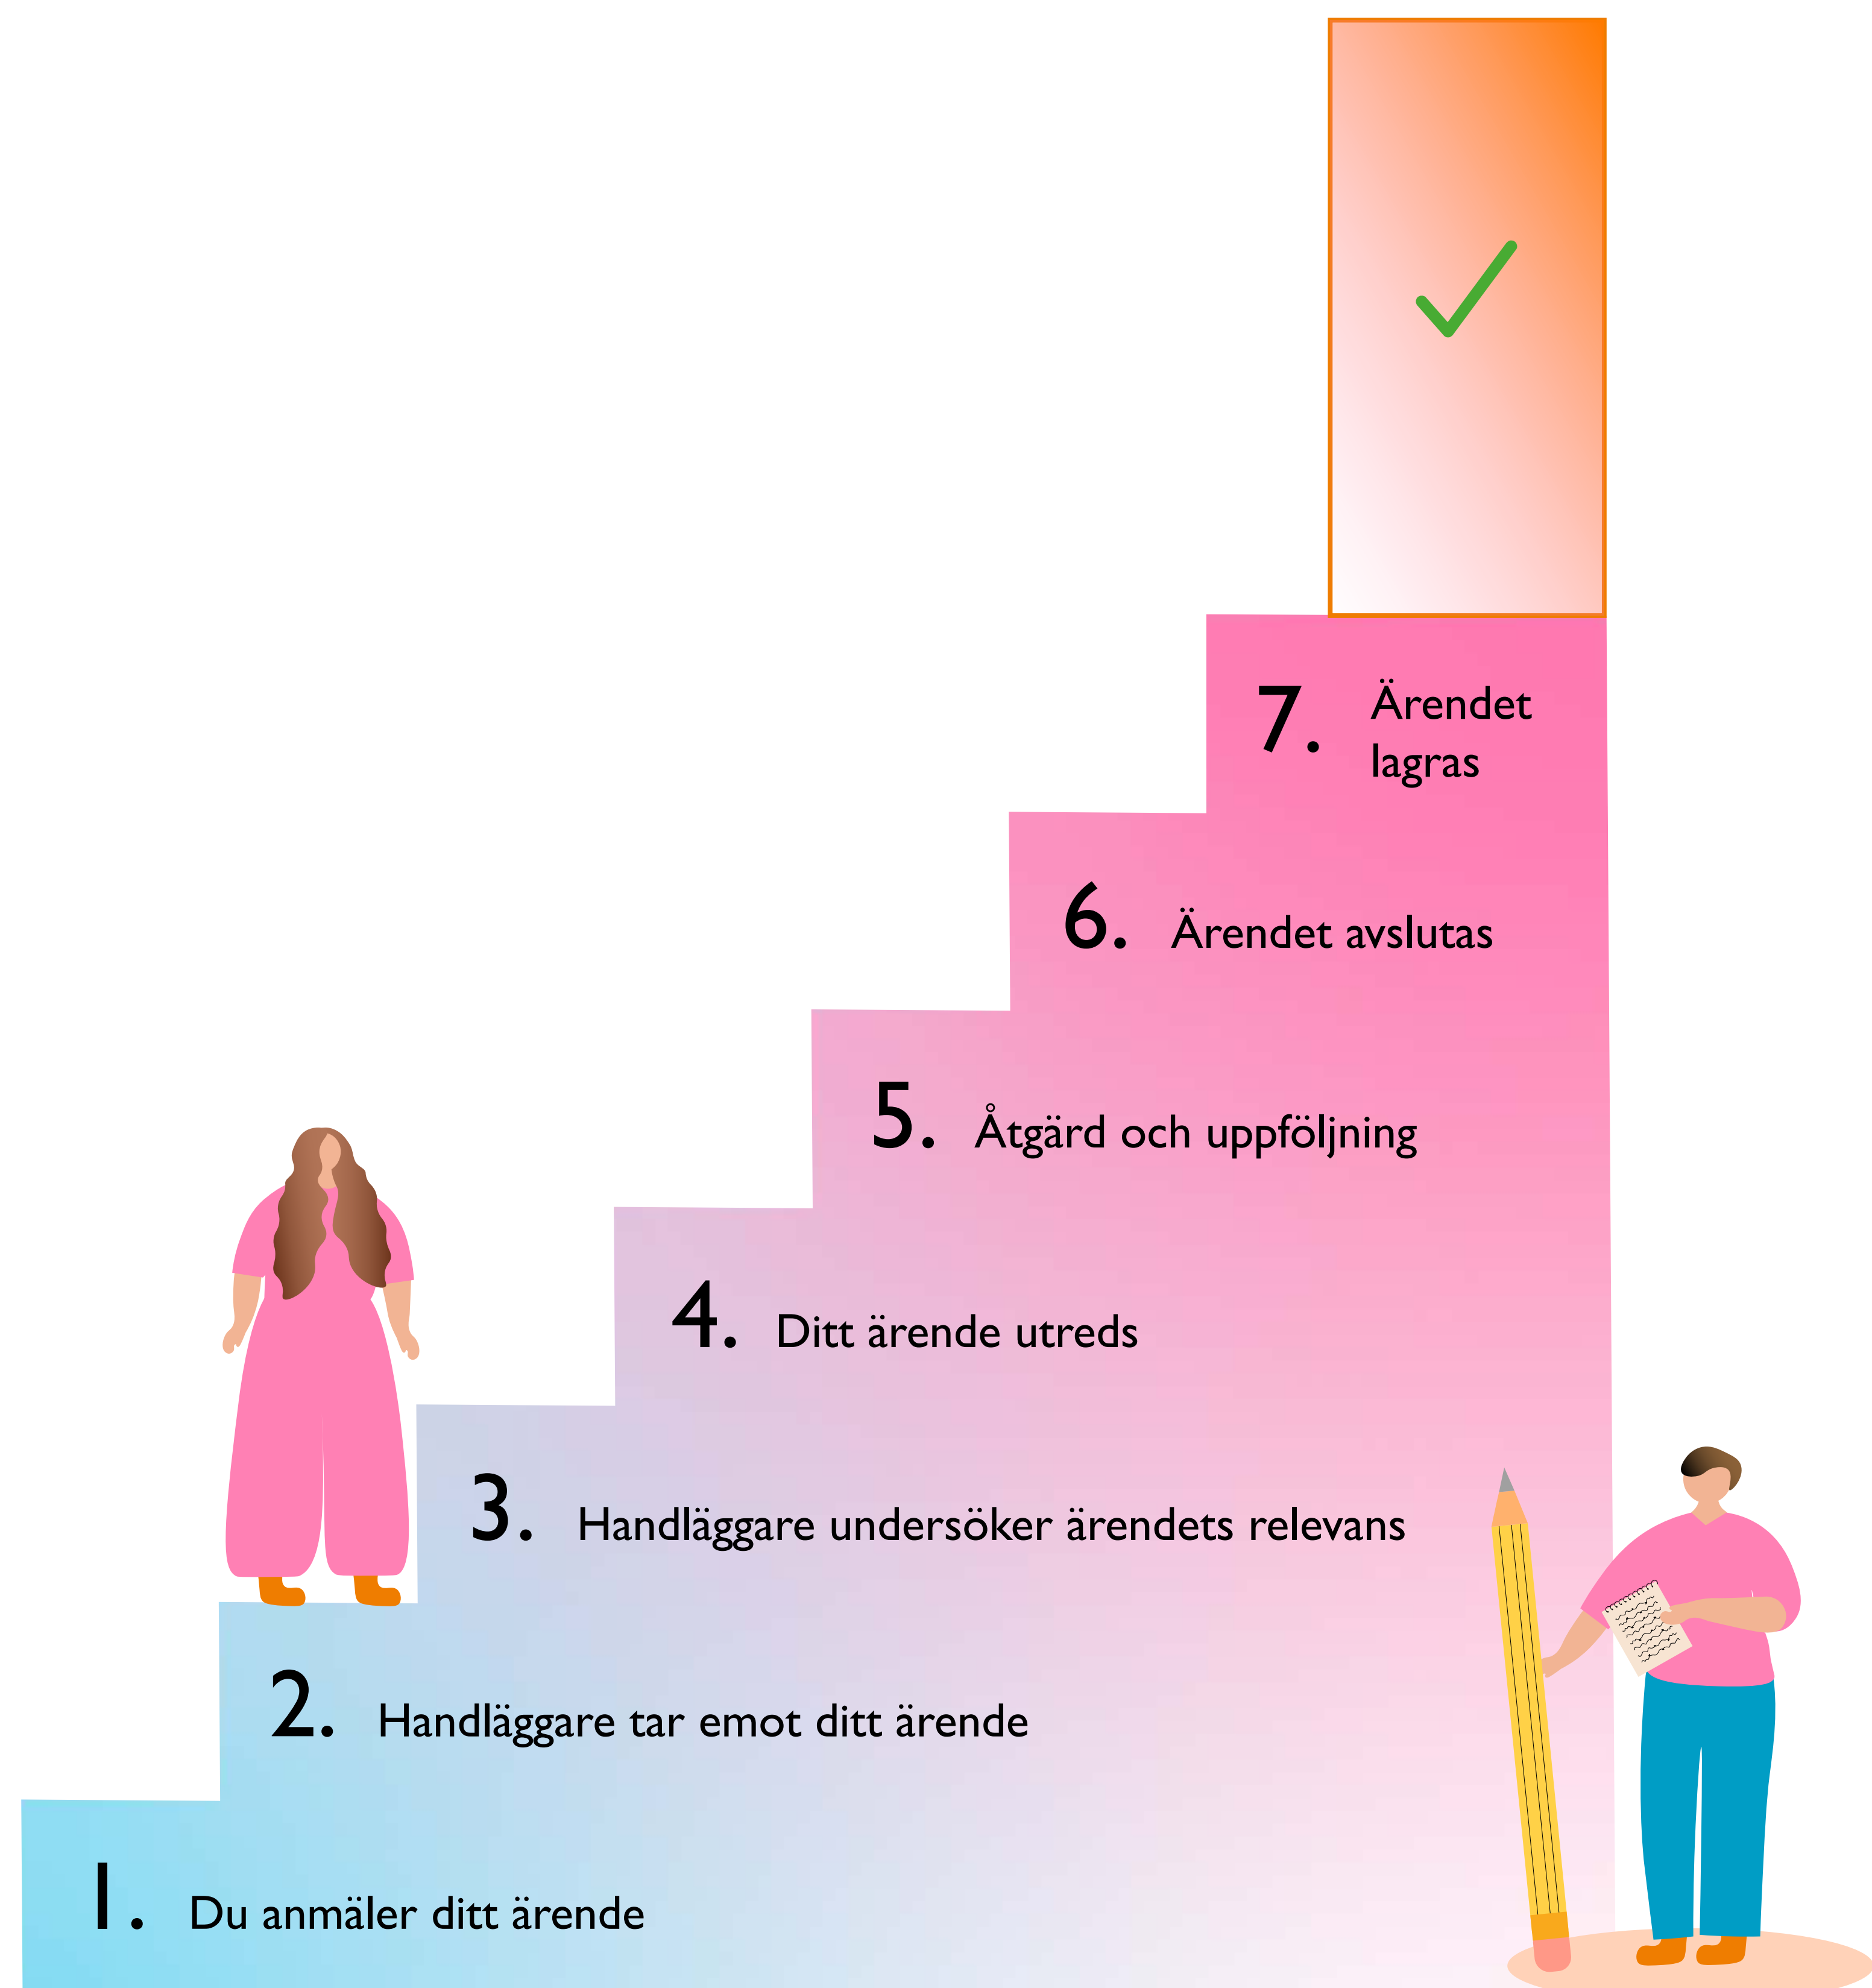 7. Ärendet
lagras
6. Ärendet avslutas
5. Åtgärd och uppföljning
4. Ditt ärende utreds
3. Handläggare undersöker ärendets relevans
2. Handläggare tar emot ditt ärende
1. Du anmäler ditt ärende